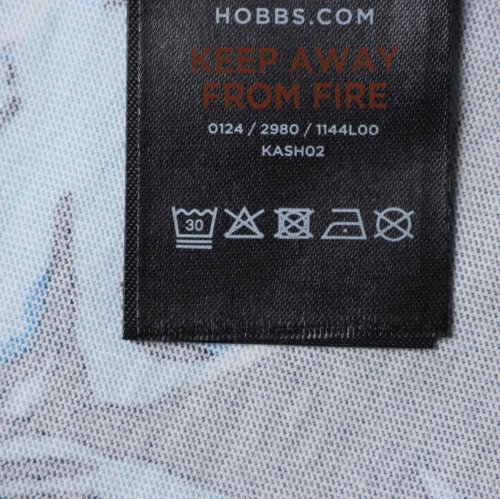 HOBBS.COM
KEEP AWAY
FROM FIRE
0124 / 2980 / 1144L00
KASH02
30